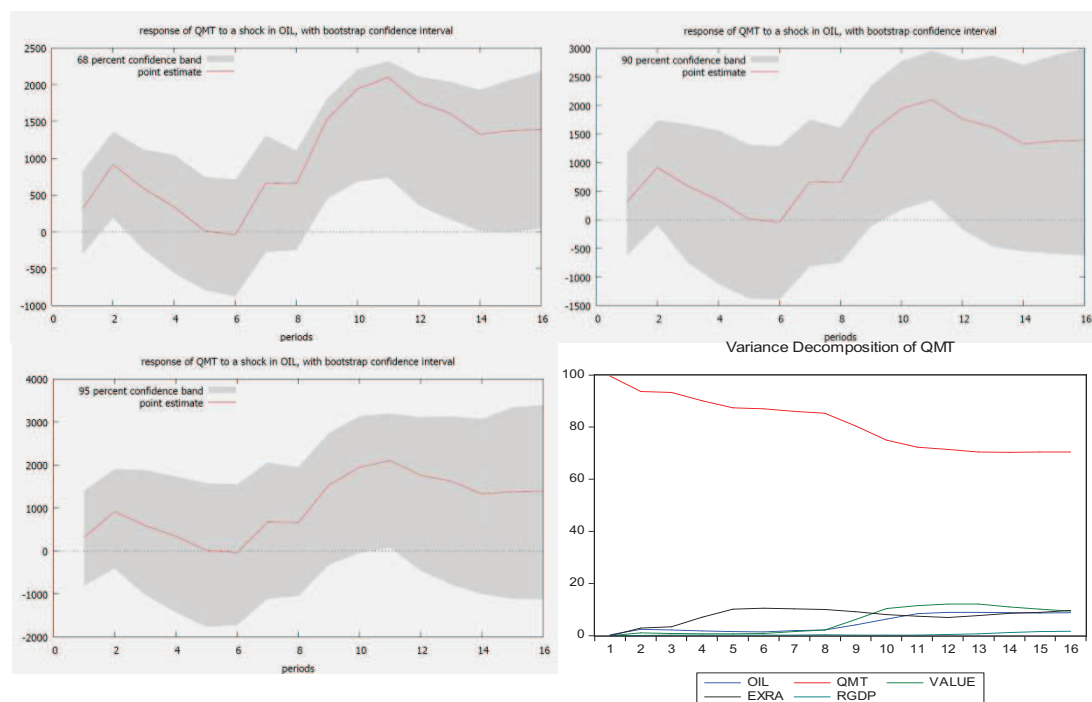 response of QMT to a shock in OIL, with bootstrap confidence interval
2500
2000
1500
1000
500
0
-500
-1000
68 percent confidence band
point estimate
0 2 4 6 8 10 12 14 16
periods
response of QMT to a shock in OIL, with bootstrap confidence interval
3000
2500
2000
1500
1000
500
0
-500
-1000
-1500
90 percent confidence band
point estimate
0 2 4 6 8 10 12 14 16
periods
response of QMT to a shock in OIL, with bootstrap confidence interval
4000
3000
2000
1000
0
-1000
-2000
95 percent confidence band
point estimate
0 2 4 6 8 10 12 14 16
periods
Variance Decomposition of QMT
100
80
60
40
20
0
1 2 3 4 5 6 7 8 9 10 11 12 13 14 15 16
OIL QMT VALUE
EXRA RGDP